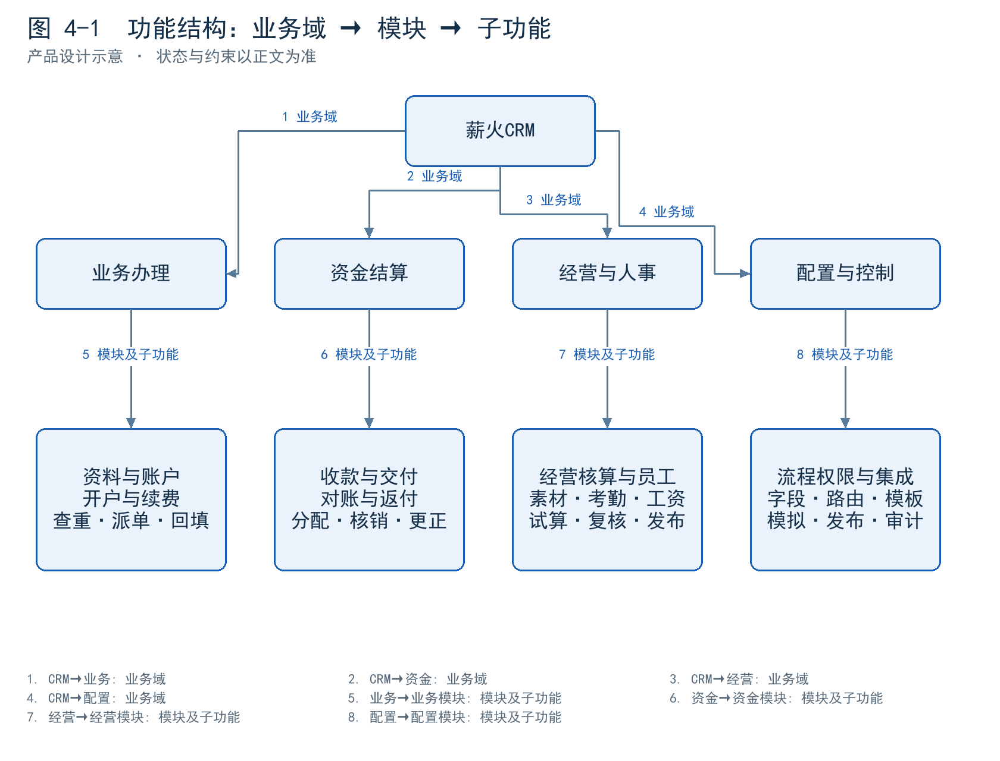 图 4-1 功能结构：业务域 → 模块 → 子功能
产品设计示意 · 状态与约束以正文为准
薪火CRM
1 业务域
2 业务域
3 业务域
4 业务域
业务办理
资金结算
经营与人事
配置与控制
5 模块及子功能
6 模块及子功能
7 模块及子功能
8 模块及子功能
资料与账户
开户与续费
查重·派单·回填
收款与交付
对账与返付
分配·核销·更正
经营核算与员工
素材·考勤·工资
试算·复核·发布
流程权限与集成
字段·路由·模板
模拟·发布·审计
1. CRM→业务：业务域
2. CRM→资金：业务域
3. CRM→经营：业务域
4. CRM→配置：业务域
5. 业务→业务模块：模块及子功能
6. 资金→资金模块：模块及子功能
7. 经营→经营模块：模块及子功能
8. 配置→配置模块：模块及子功能